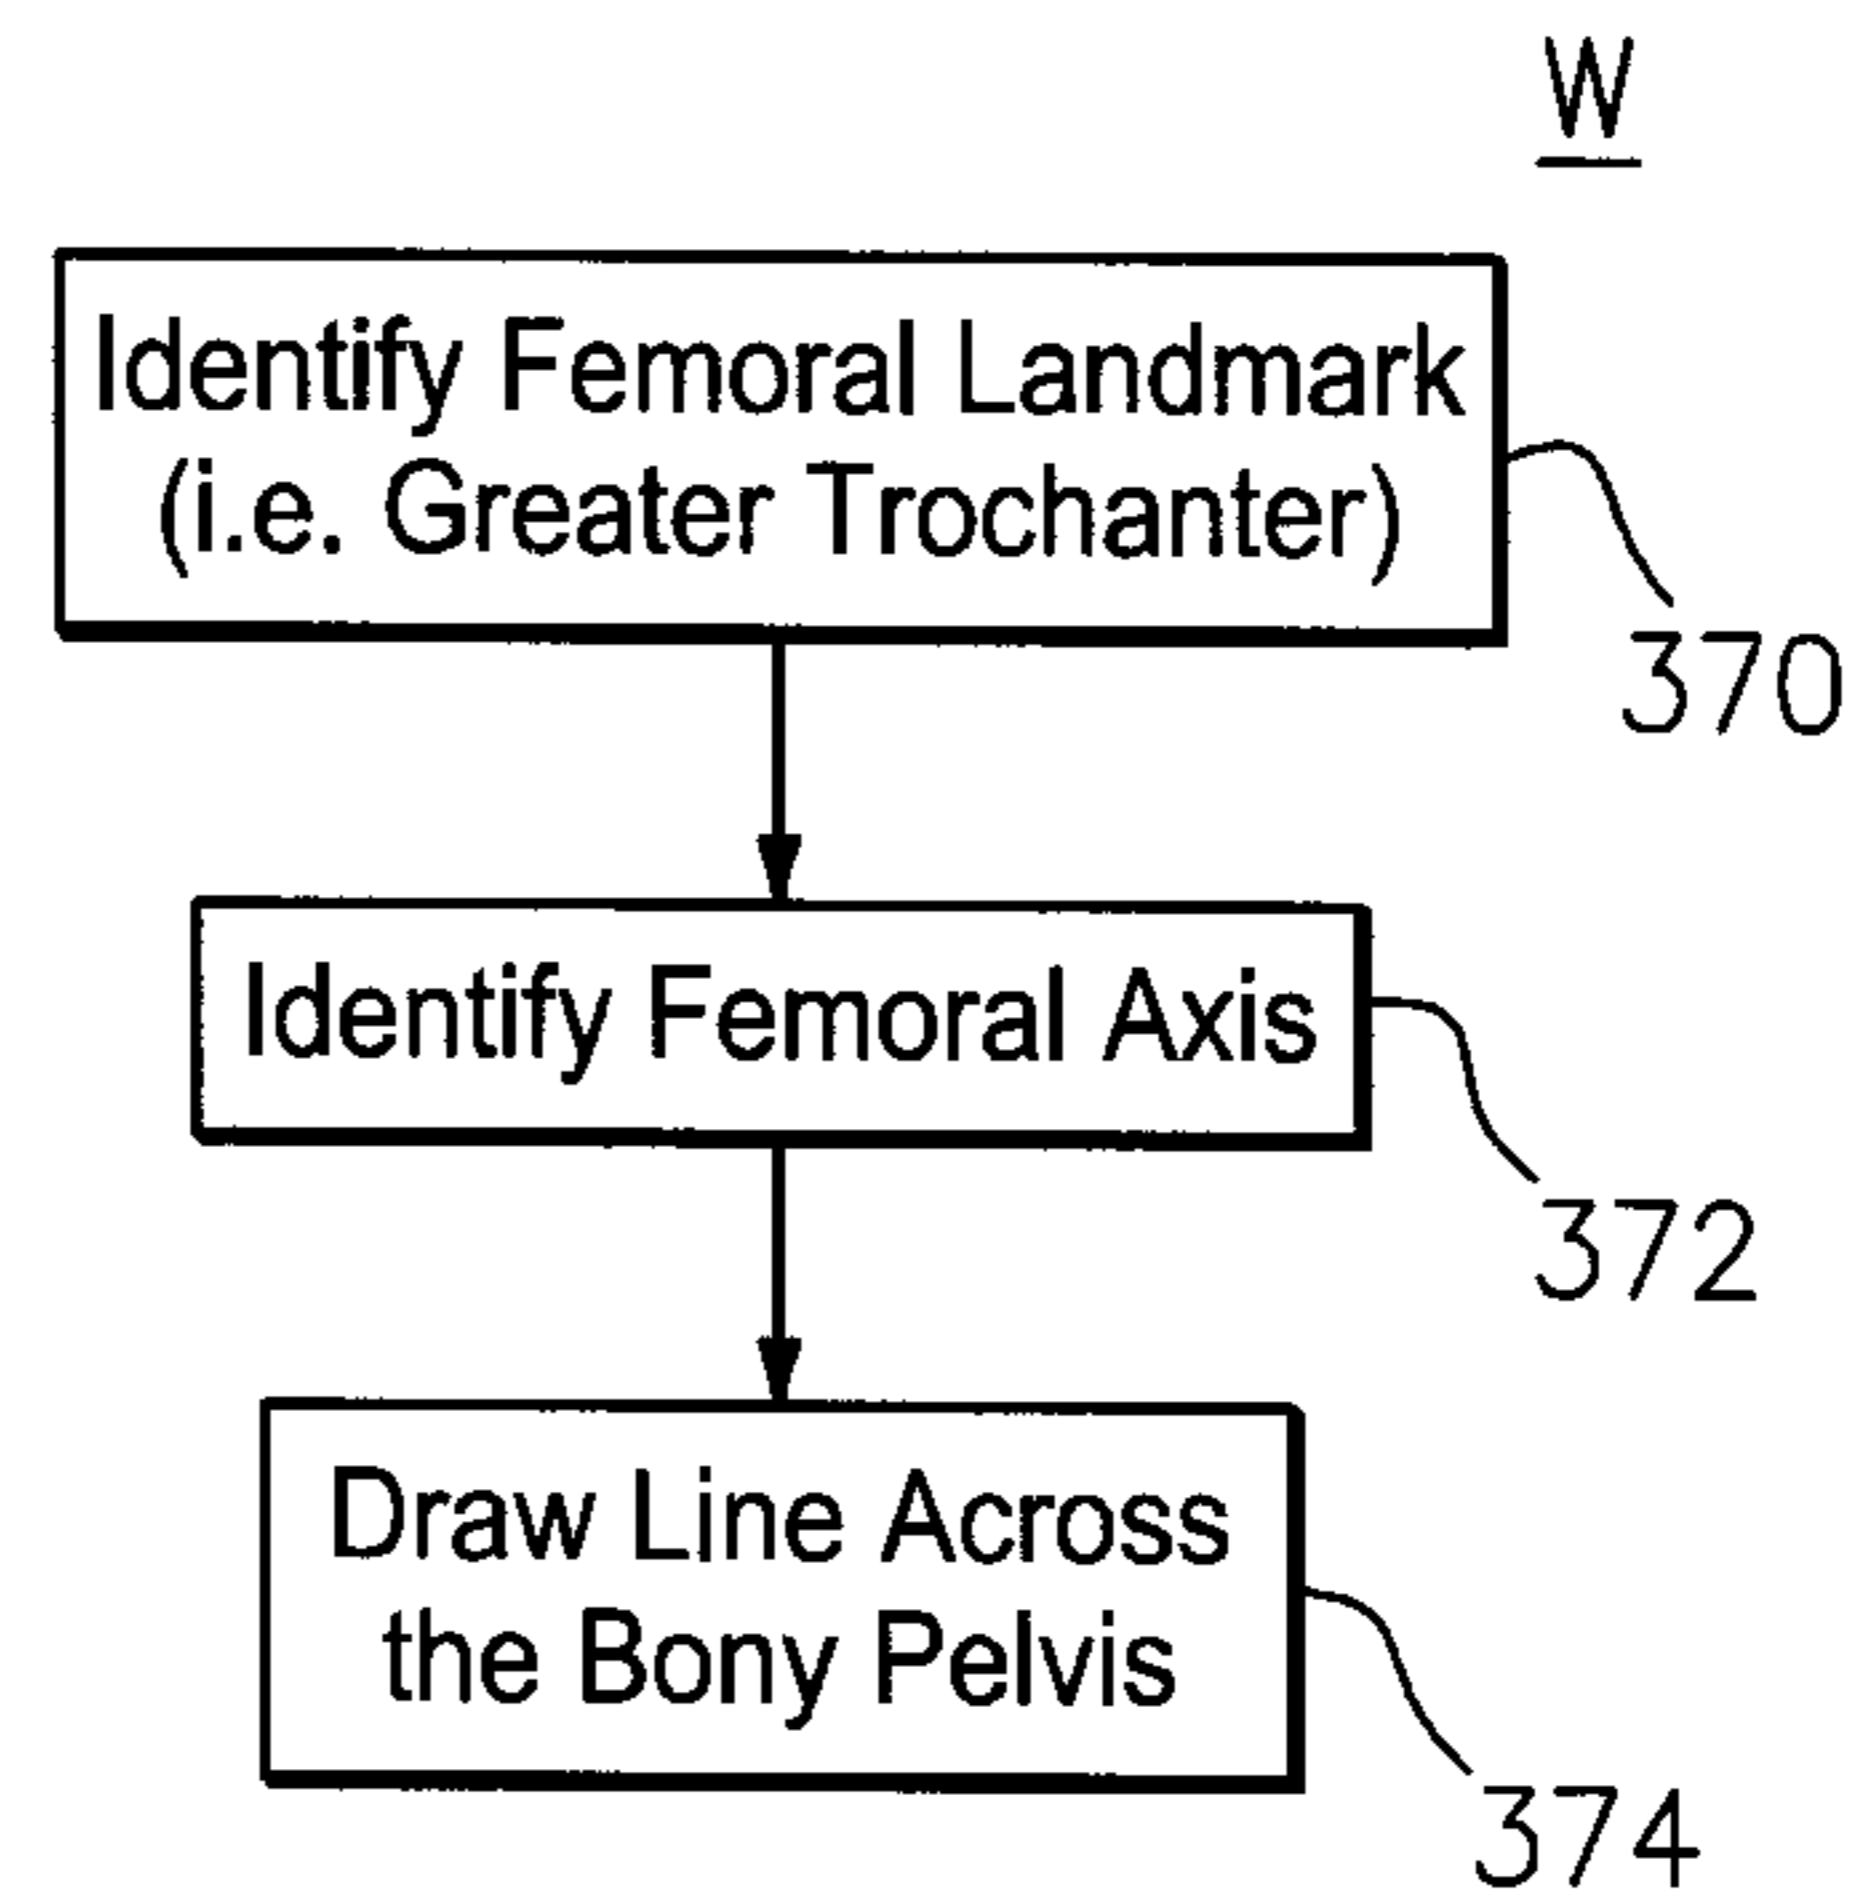 W
Identify Femoral Landmark
(i.e. Greater Trochanter)
370
Identify Femoral Axis
372
Draw Line Across
the Bony Pelvis
374